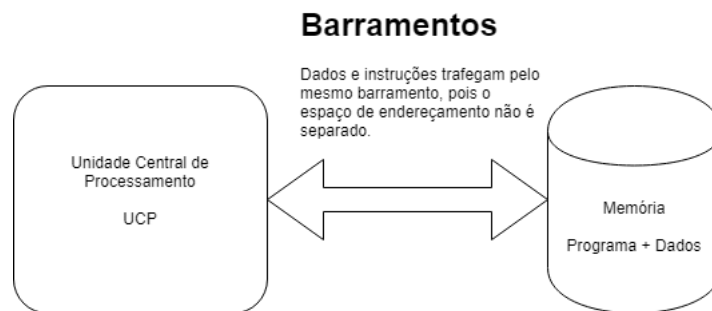 Barramentos
Dados e instruções trafegam pelo
mesmo barramento, pois o
espaço de endereçamento não é
separado.
Unidade Central de
Processamento
UCP
Memória
Programa + Dados